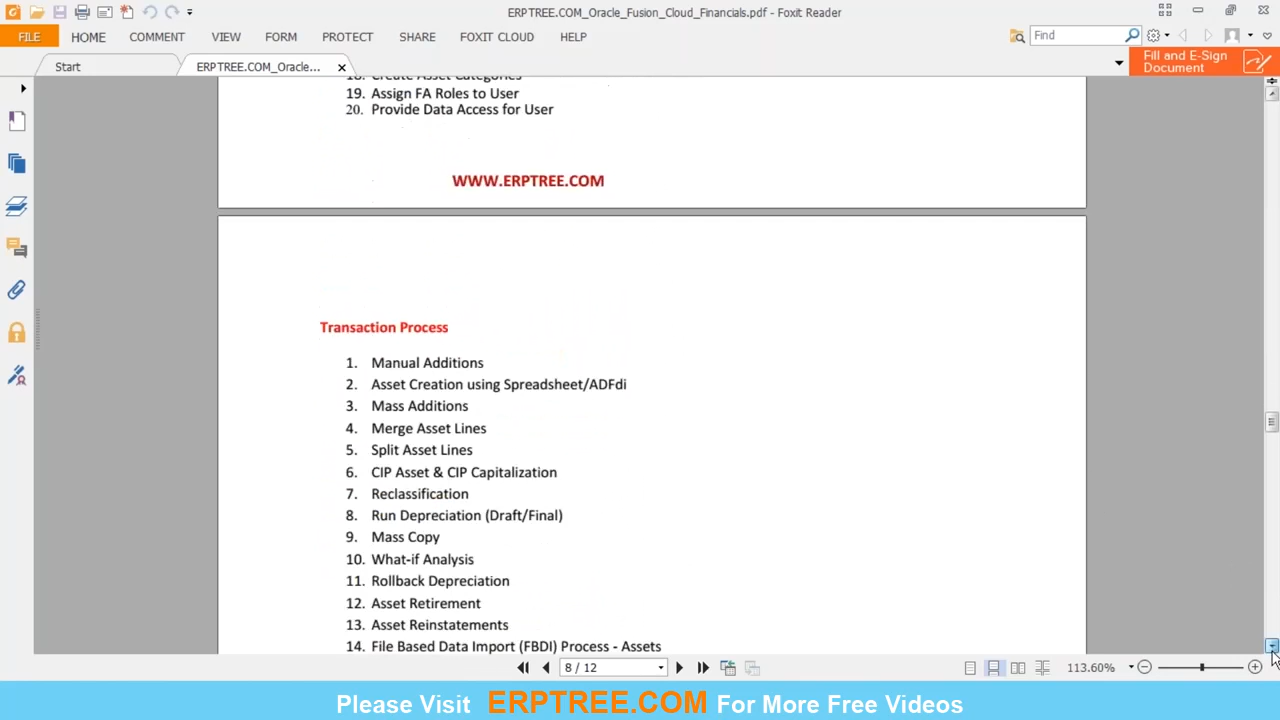 ERPTREE.COM_Oracle_Fusion_Cloud_Financials.pdf - Foxit Reader
FILE HOME COMMENT VIEW FORM PROTECT SHARE FOXIT CLOUD HELP
Find
Start
ERPTREE.COM_Oracle...
Fill and E-Sign
Document
18. Create Asset Categories
19. Assign FA Roles to User
20. Provide Data Access for User
WWW.ERPTREE.COM
Transaction Process
1. Manual Additions
2. Asset Creation using Spreadsheet/ADFdi
3. Mass Additions
4. Merge Asset Lines
5. Split Asset Lines
6. CIP Asset & CIP Capitalization
7. Reclassification
8. Run Depreciation (Draft/Final)
9. Mass Copy
10. What-if Analysis
11. Rollback Depreciation
12. Asset Retirement
13. Asset Reinstatements
14. File Based Data Import (FBDI) Process - Assets
8 / 12
113.60%
Please Visit ERPTREE.COM For More Free Videos